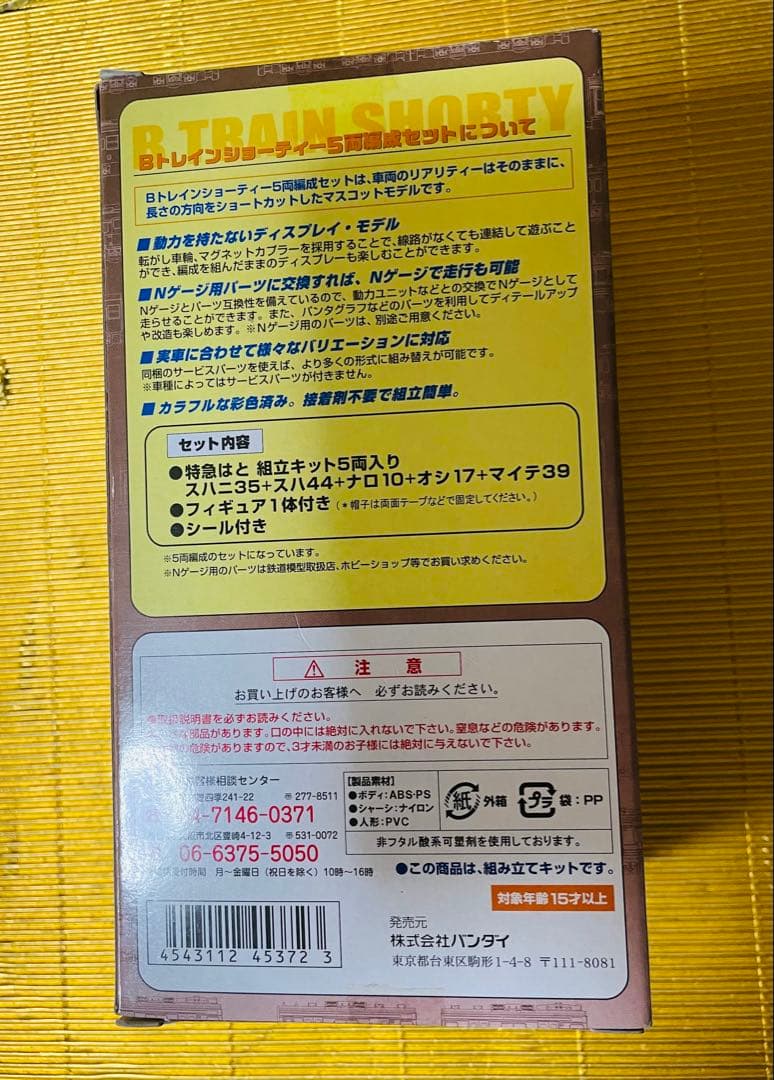 B TRAIN SHORTY
Bトレインショーティー5両編成セットについて
Bトレインショーティー5両編成セットは、車両のリアリティーはそのままに、
長さの方向をショートカットしたマスコットモデルです。
■動力を持たないディスプレイ・モデル
転がし車輪、マグネットカプラーを採用することで、線路がなくても連結して遊ぶこと
ができ、編成を組んだままのディスプレーも楽しむことができます。
■Nゲージ用パーツに交換すれば、Nゲージで走行も可能
Nゲージとパーツ互換性を備えているので、動力ユニットなどとの交換でNゲージとして
走らせることができます。また、パンタグラフなどのパーツを利用してディテールアップ
や改造も楽しめます。※Nゲージ用のパーツは、別途ご用意ください。
■実車に合わせて様々なバリエーションに対応
同梱のサービスパーツを使えば、より多くの形式に組み替えが可能です。
※車種によってはサービスパーツが付きません。
■カラフルな彩色済み。接着剤不要で組立簡単。
セット内容
●特急はと 組立キット5両入り
スハニ35+スハ44+ナロ10+オシ17+マイテ39
●フィギュア1体付き(*帽子は両面テープなどで固定してください。)
●シール付き
※5両編成のセットになっています。
※Nゲージ用のパーツは鉄道模型取扱店、ホビーショップ等でお買い求めください。
注 意
お買い上げのお客様へ 必ずお読みください。
取扱説明書を必ずお読みください。
部品があります。口の中には絶対に入れないで下さい。窒息などの危険があります。
の危険がありますので、3才未満のお子様には絶対に与えないで下さい。
客様相談センター
四季241-22 〒277-8511
-7146-0371
阪市北区豊崎4-12-3 〒531-0072
06-6375-5050
受付時間 月~金曜日(祝日を除く)10時~16時
【製品素材】
●ボディ:ABS・PS
●シャーシ:ナイロン
●人形:PVC
紙 外箱
プラ 袋:PP
非フタル酸系可塑剤を使用しております。
●この商品は、組み立てキットです。
対象年齢15才以上
4543112 45372 3
発売元
株式会社バンダイ
東京都台東区駒形1-4-8 〒111-8081